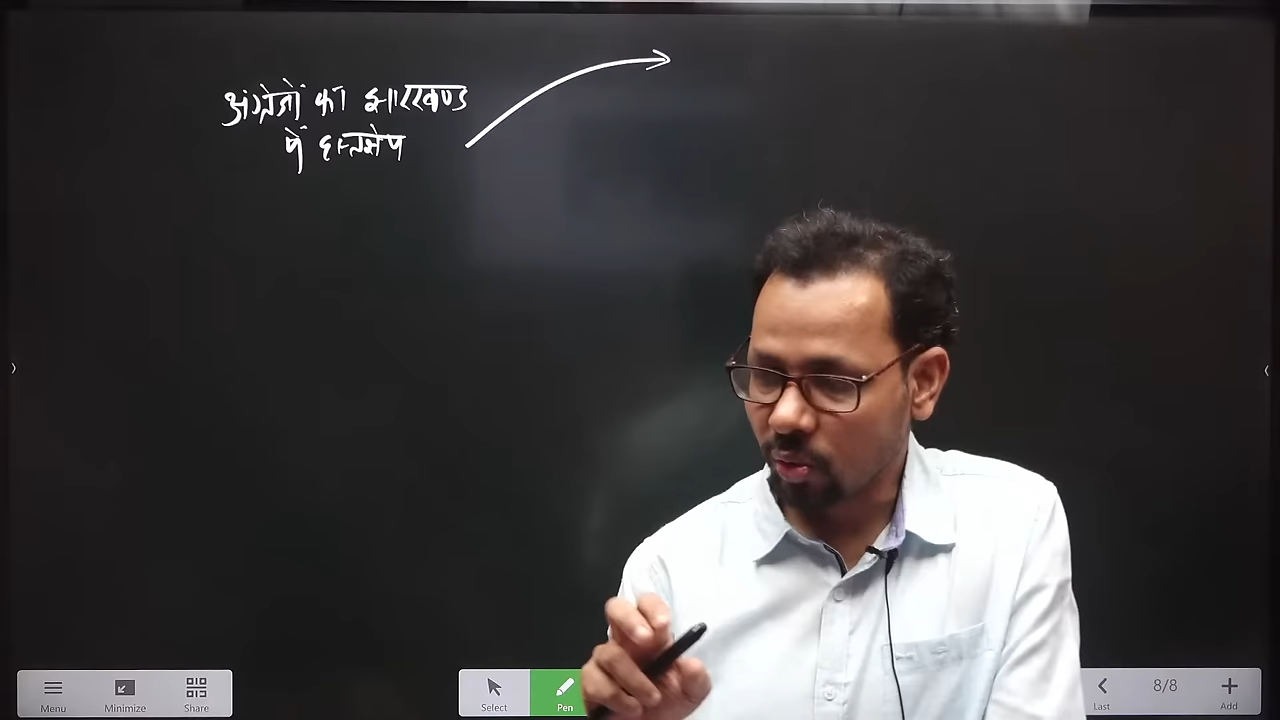 अंग्रेजों का झारखण्ड
में हस्तक्षेप
Menu
Minimize
Share
Select
Pen
Last
8/8
Add